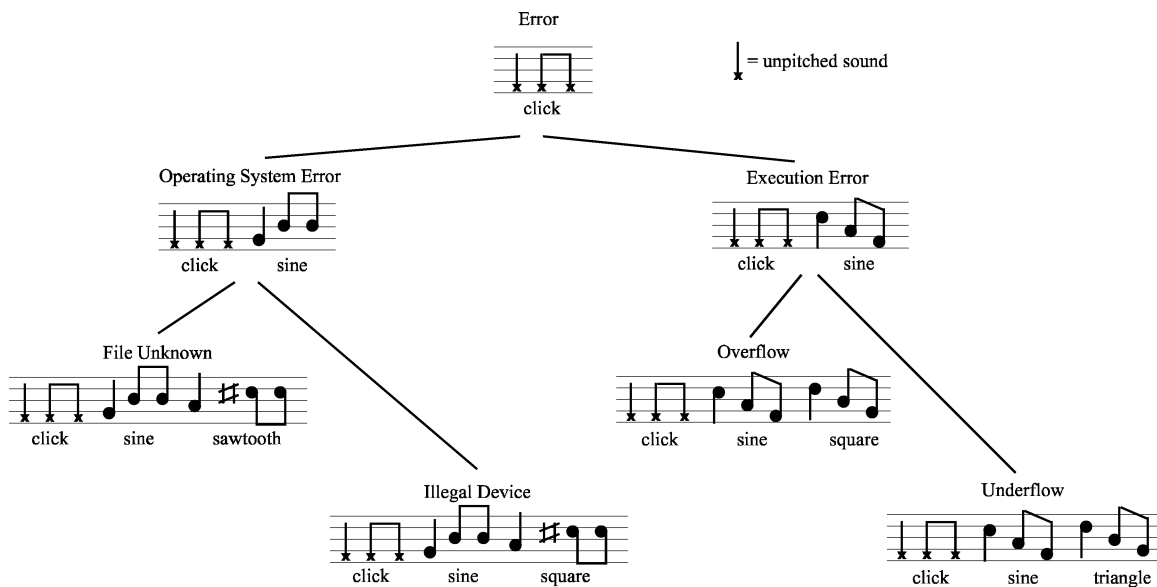 Error
= unpitched sound
click
Operating System Error
click sine
Execution Error
click sine
File Unknown
click sine sawtooth
Overflow
click sine square
Illegal Device
click sine square
Underflow
click sine triangle